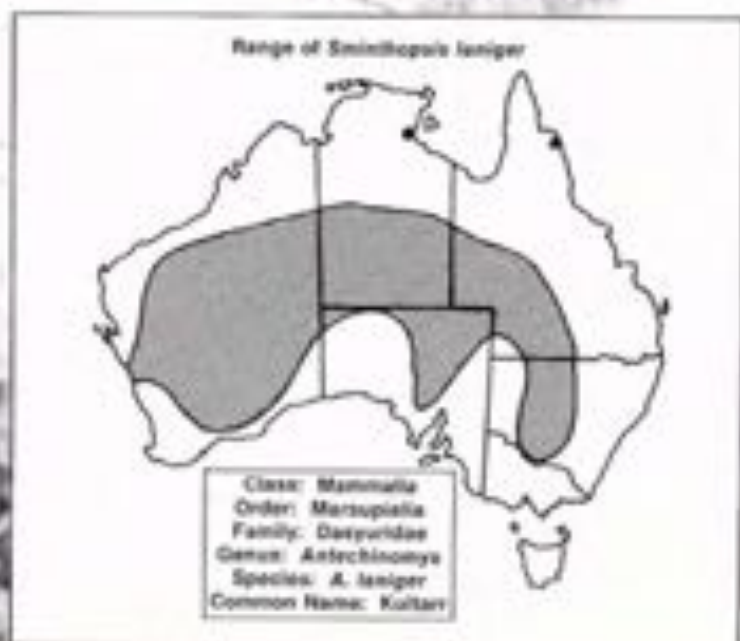 Range of Sminthopsis laniger
Class: Mammalia
Order: Marsupialia
Family: Dasyuridae
Genus: Antechinomys
Species: A. laniger
Common Name: Kultarr